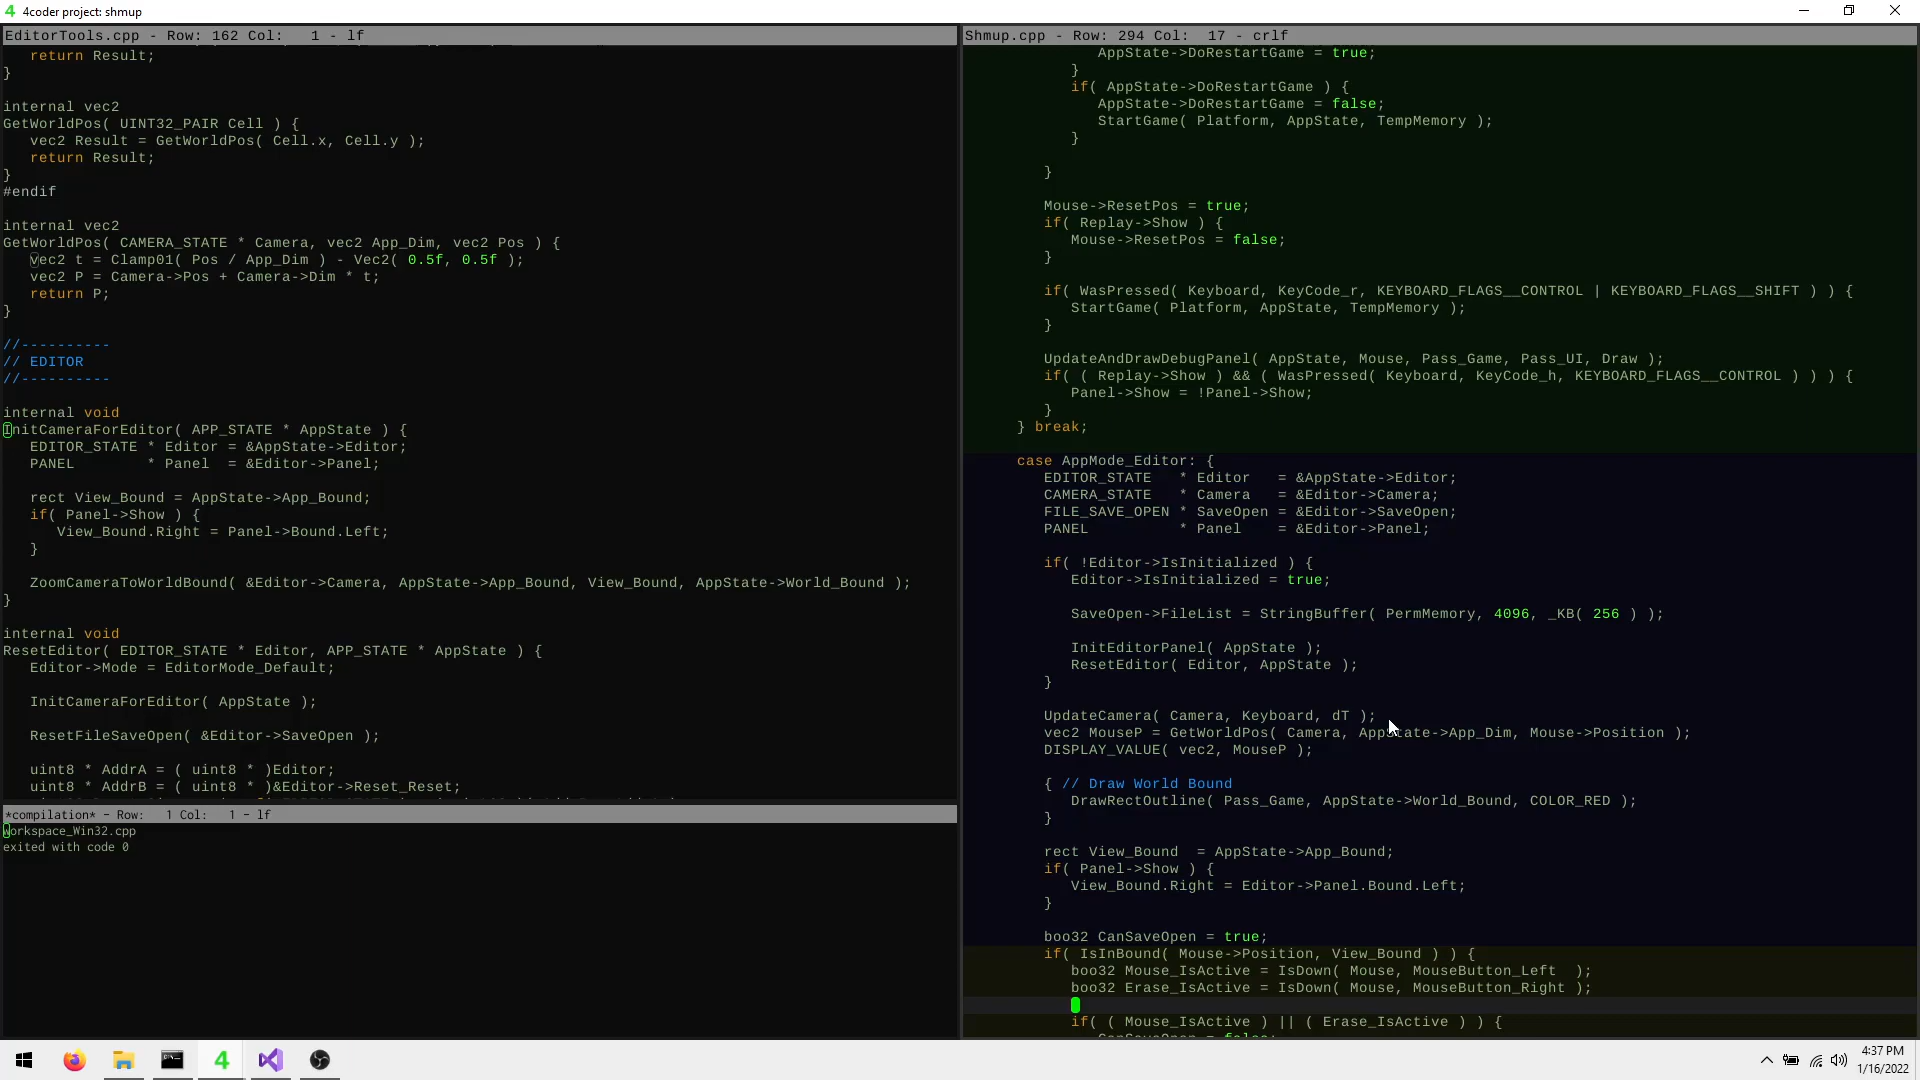 4coder project: shmup
EditorTools.cpp - Row: 162 Col:   1 - lf
   return Result;
}

internal vec2
GetWorldPos( UINT32_PAIR Cell ) {
   vec2 Result = GetWorldPos( Cell.x, Cell.y );
   return Result;
}
#endif

internal vec2
GetWorldPos( CAMERA_STATE * Camera, vec2 App_Dim, vec2 Pos ) {
   vec2 t = Clamp01( Pos / App_Dim ) - Vec2( 0.5f, 0.5f );
   vec2 P = Camera->Pos + Camera->Dim * t;
   return P;
}

//----------
// EDITOR
//----------

internal void
InitCameraForEditor( APP_STATE * AppState ) {
   EDITOR_STATE * Editor = &AppState->Editor;
   PANEL        * Panel  = &Editor->Panel;

   rect View_Bound = AppState->App_Bound;
   if( Panel->Show ) {
      View_Bound.Right = Panel->Bound.Left;
   }

   ZoomCameraToWorldBound( &Editor->Camera, AppState->App_Bound, View_Bound, AppState->World_Bound );
}

internal void
ResetEditor( EDITOR_STATE * Editor, APP_STATE * AppState ) {
   Editor->Mode = EditorMode_Default;

   InitCameraForEditor( AppState );

   ResetFileSaveOpen( &Editor->SaveOpen );

   uint8 * AddrA = ( uint8 * )Editor;
   uint8 * AddrB = ( uint8 * )&Editor->Reset_Reset;
*compilation* - Row:   1 Col:   1 - lf
workspace_Win32.cpp
exited with code 0
Shmup.cpp - Row: 294 Col:  17 - crlf
         AppState->DoRestartGame = true;
      }
      if( AppState->DoRestartGame ) {
         AppState->DoRestartGame = false;
         StartGame( Platform, AppState, TempMemory );
      }

   }

   Mouse->ResetPos = true;
   if( Replay->Show ) {
      Mouse->ResetPos = false;
   }

   if( WasPressed( Keyboard, KeyCode_r, KEYBOARD_FLAGS__CONTROL | KEYBOARD_FLAGS__SHIFT ) ) {
      StartGame( Platform, AppState, TempMemory );
   }

   UpdateAndDrawDebugPanel( AppState, Mouse, Pass_Game, Pass_UI, Draw );
   if( ( Replay->Show ) && ( WasPressed( Keyboard, KeyCode_h, KEYBOARD_FLAGS__CONTROL ) ) ) {
      Panel->Show = !Panel->Show;
   }
} break;

case AppMode_Editor: {
   EDITOR_STATE   * Editor   = &AppState->Editor;
   CAMERA_STATE   * Camera   = &Editor->Camera;
   FILE_SAVE_OPEN * SaveOpen = &Editor->SaveOpen;
   PANEL          * Panel    = &Editor->Panel;

   if( !Editor->IsInitialized ) {
      Editor->IsInitialized = true;

      SaveOpen->FileList = StringBuffer( PermMemory, 4096, _KB( 256 ) );

      InitEditorPanel( AppState );
      ResetEditor( Editor, AppState );
   }

   UpdateCamera( Camera, Keyboard, dT );
   vec2 MouseP = GetWorldPos( Camera, AppState->App_Dim, Mouse->Position );
   DISPLAY_VALUE( vec2, MouseP );

   { // Draw World Bound
      DrawRectOutline( Pass_Game, AppState->World_Bound, COLOR_RED );
   }

   rect View_Bound  = AppState->App_Bound;
   if( Panel->Show ) {
      View_Bound.Right = Editor->Panel.Bound.Left;
   }

   boo32 CanSaveOpen = true;
   if( IsInBound( Mouse->Position, View_Bound ) ) {
      boo32 Mouse_IsActive = IsDown( Mouse, MouseButton_Left  );
      boo32 Erase_IsActive = IsDown( Mouse, MouseButton_Right );

      if( ( Mouse_IsActive ) || ( Erase_IsActive ) ) {
4:37 PM
1/16/2022